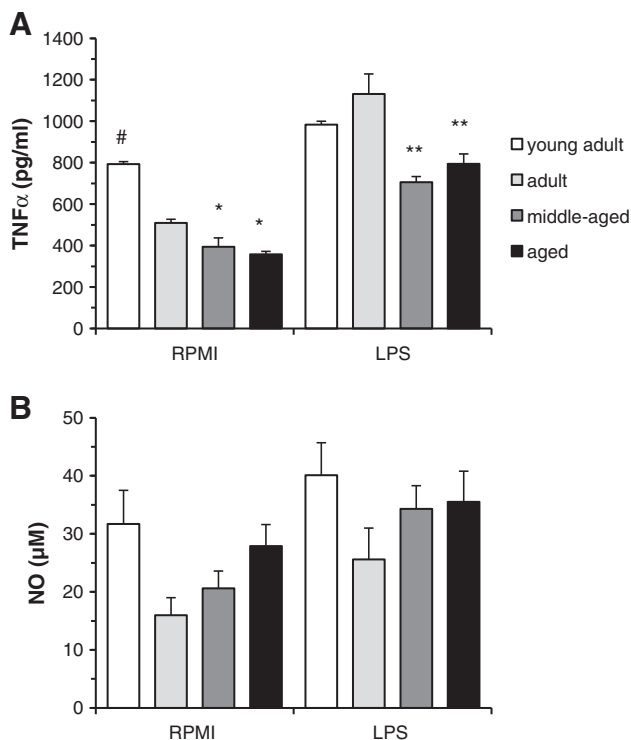 A
1400
1200
1000
800
600
400
200
0
TNFα (pg/ml)
#
*
*
**
**
RPMI
LPS
young adult
adult
middle-aged
aged
B
50
40
30
20
10
0
NO (µM)
RPMI
LPS